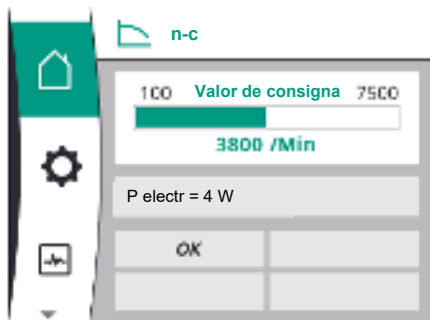 n-c
100 Valor de consigna 7500
3800 /Min
P electr = 4 W
OK